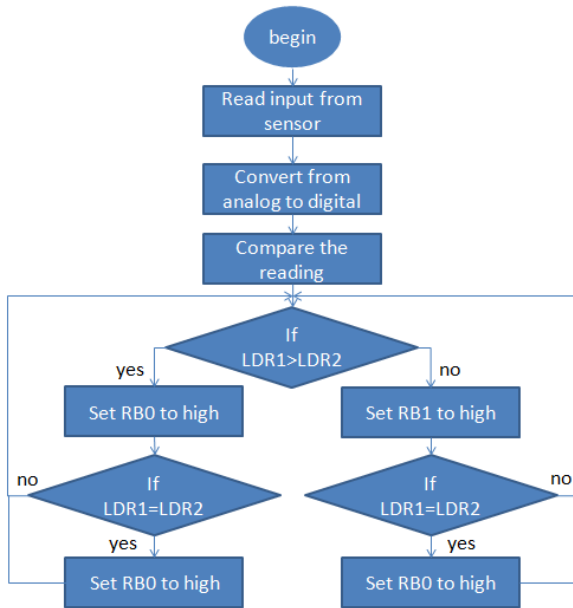 begin
Read input from
sensor
Convert from
analog to digital
Compare the
reading
If
LDR1>LDR2
yes
no
Set RB0 to high
Set RB1 to high
no
If
LDR1=LDR2
If
LDR1=LDR2
no
yes
yes
Set RB0 to high
Set RB0 to high